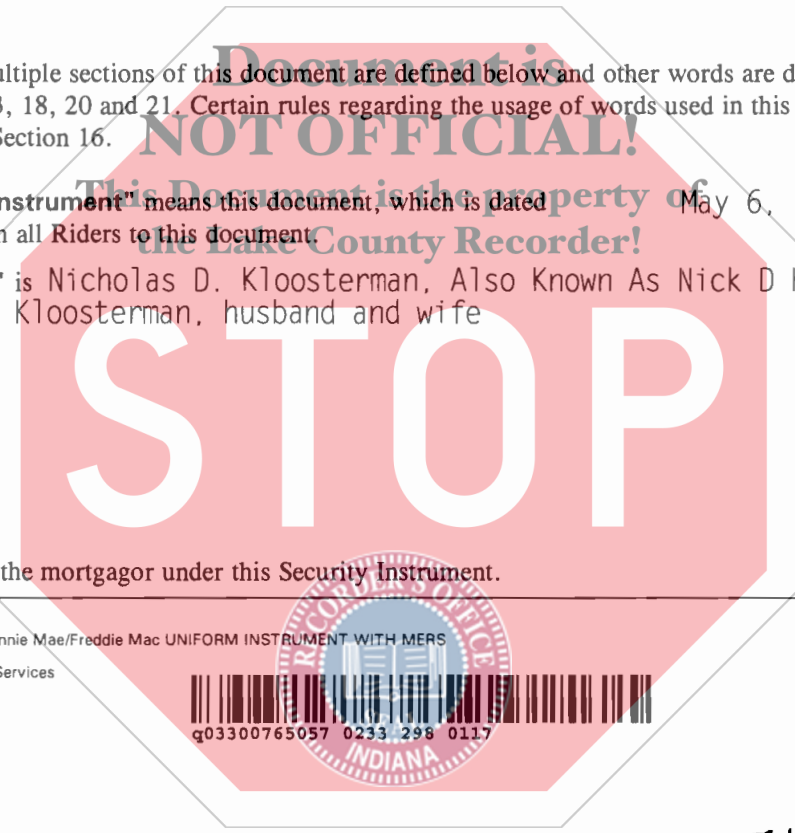 Document is
ultiple sections of this document are defined below and other words are d
3, 18, 20 and 21. Certain rules regarding the usage of words used in this
NOT OFFICIAL!
Section 16.
This Document is the property of
nstrument" means this document, which is dated May 6,
h all Riders to this document.
the Lake County Recorder!
" is Nicholas D. Kloosterman, Also Known As Nick D
Kloosterman, husband and wife
STOP
the mortgagor under this Security Instrument.
nnie Mae/Freddie Mac UNIFORM INSTRUMENT WITH MERS
Services
RECORDER'S OFFICE
SEAL
INDIANA
q03300765057 0233 298 0117